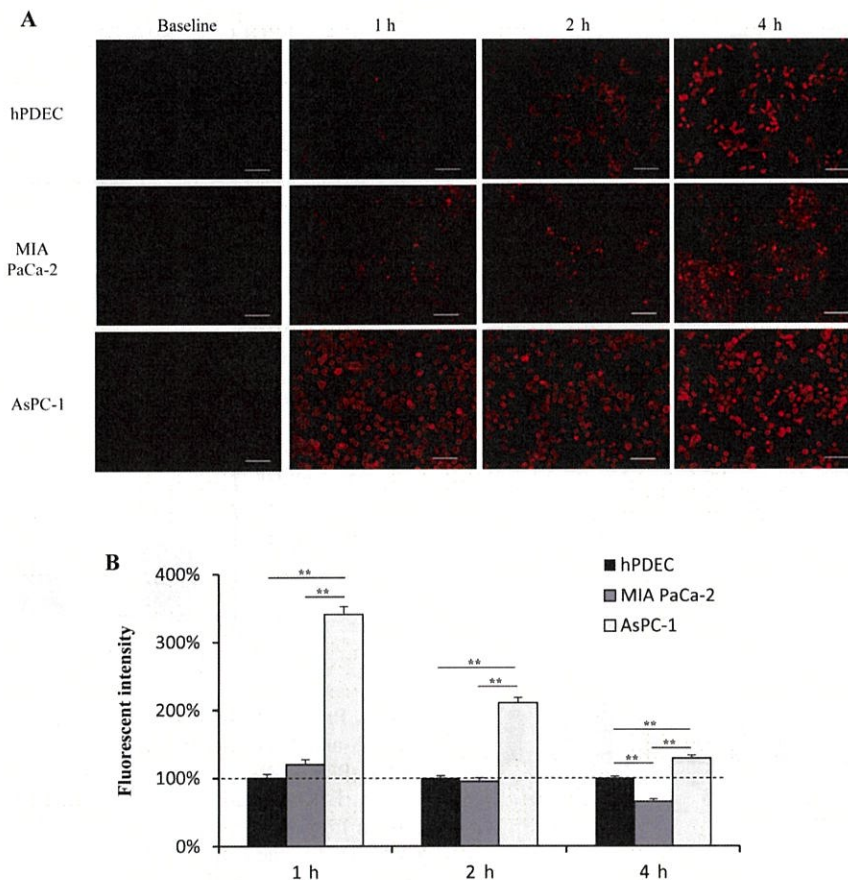 A
Baseline 1 h 2 h 4 h
hPDEC
MIA
PaCa-2
AsPC-1
B
Fluorescent intensity
400%
300%
200%
100%
0%
** ** ** ** ** ** **
hPDEC
MIA PaCa-2
AsPC-1
1 h 2 h 4 h